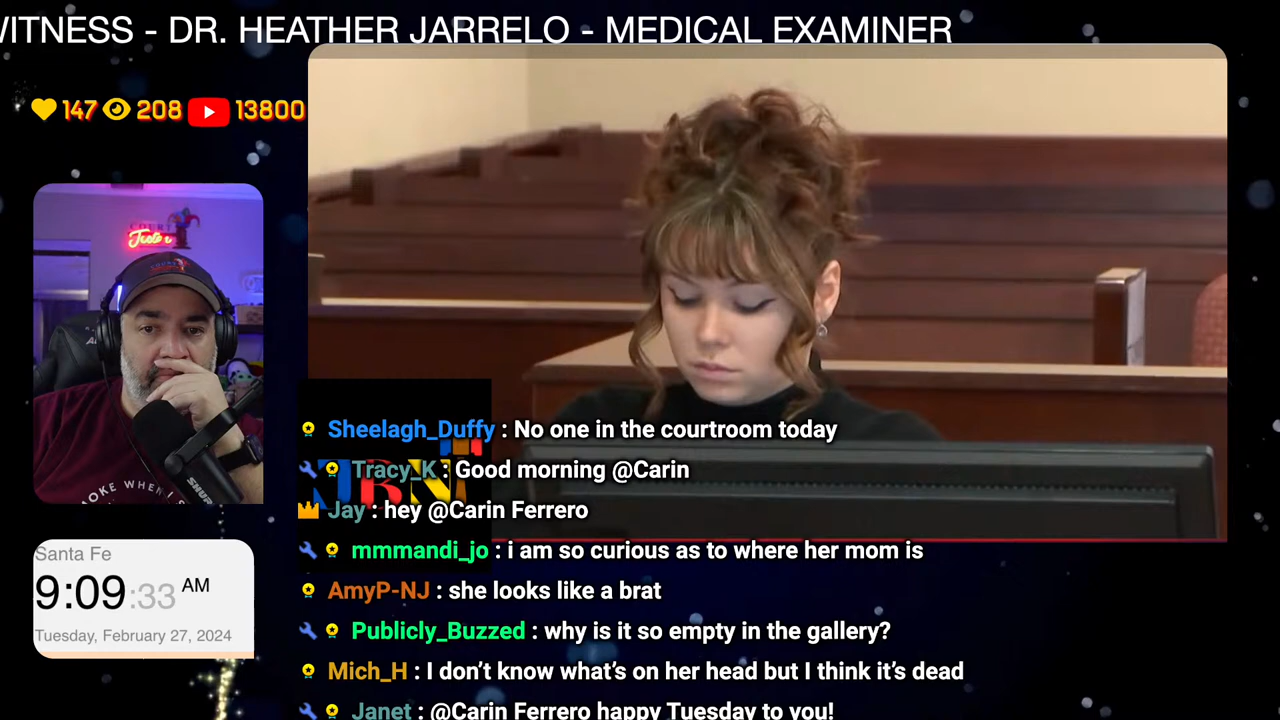 WITNESS - DR. HEATHER JARRELO - MEDICAL EXAMINER
147 208 13800
Sheelagh_Duffy : No one in the courtroom today
Tracy_K : Good morning @Carin
Jay : hey @Carin Ferrero
mmmandi_jo : i am so curious as to where her mom is
AmyP-NJ : she looks like a brat
Publicly_Buzzed : why is it so empty in the gallery?
Mich_H : I don't know what's on her head but I think it's dead
Janet : @Carin Ferrero happy Tuesday to you!
Santa Fe
9:09:33 AM
Tuesday, February 27, 2024